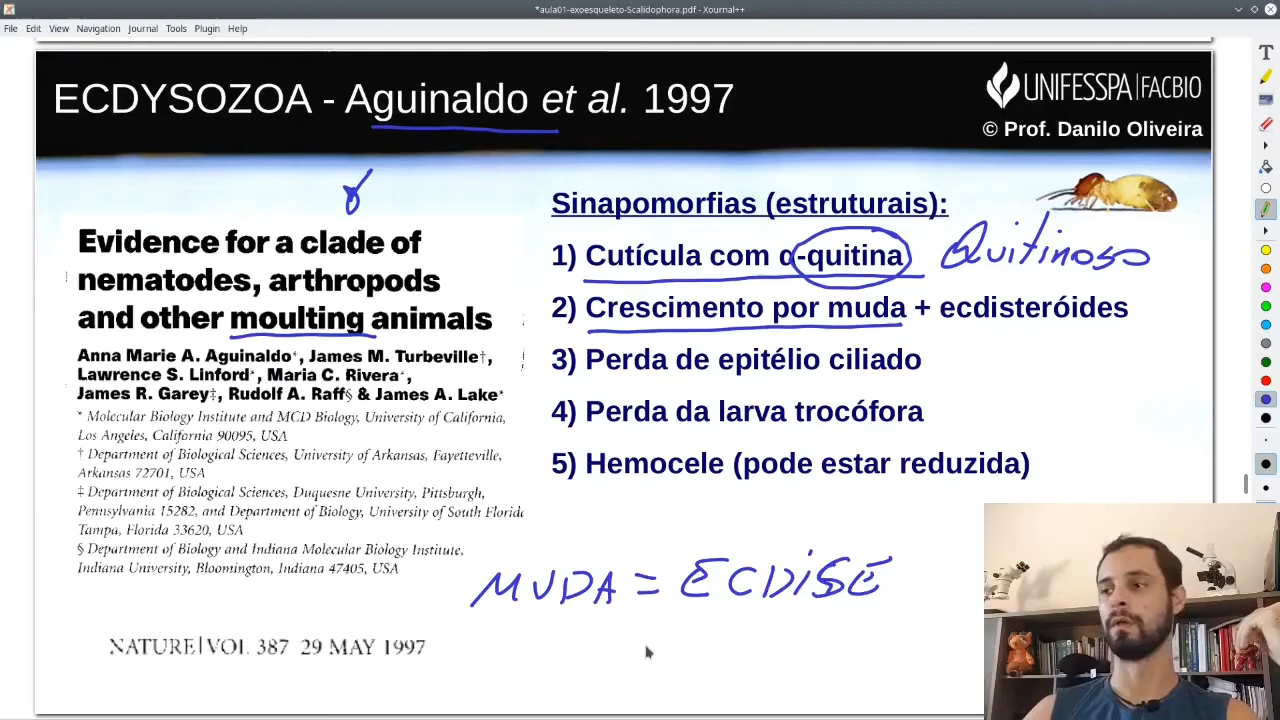 *aula01-exoesqueleto-Scalidophora.pdf - Xournal++
File Edit View Navigation Journal Tools Plugin Help
ECDYSOZOA - Aguinaldo et al. 1997
UNIFESSPA|FACBIO
© Prof. Danilo Oliveira
Evidence for a clade of
nematodes, arthropods
and other moulting animals
Anna Marie A. Aguinaldo*, James M. Turbeville†,
Lawrence S. Linford*, Maria C. Rivera*,
James R. Garey‡, Rudolf A. Raff§ & James A. Lake*
* Molecular Biology Institute and MCD Biology, University of California,
Los Angeles, California 90095, USA
† Department of Biological Sciences, University of Arkansas, Fayetteville,
Arkansas 72701, USA
‡ Department of Biological Sciences, Duquesne University, Pittsburgh,
Pennsylvania 15282, and Department of Biology, University of South Florida
Tampa, Florida 33620, USA
§ Department of Biology and Indiana Molecular Biology Institute,
Indiana University, Bloomington, Indiana 47405, USA
NATURE|VOL 387 29 MAY 1997
Sinapomorfias (estruturais):
1) Cutícula com α-quitina Quitinoso
2) Crescimento por muda + ecdisteróides
3) Perda de epitélio ciliado
4) Perda da larva trocófora
5) Hemocele (pode estar reduzida)
MUDA = ECDISE